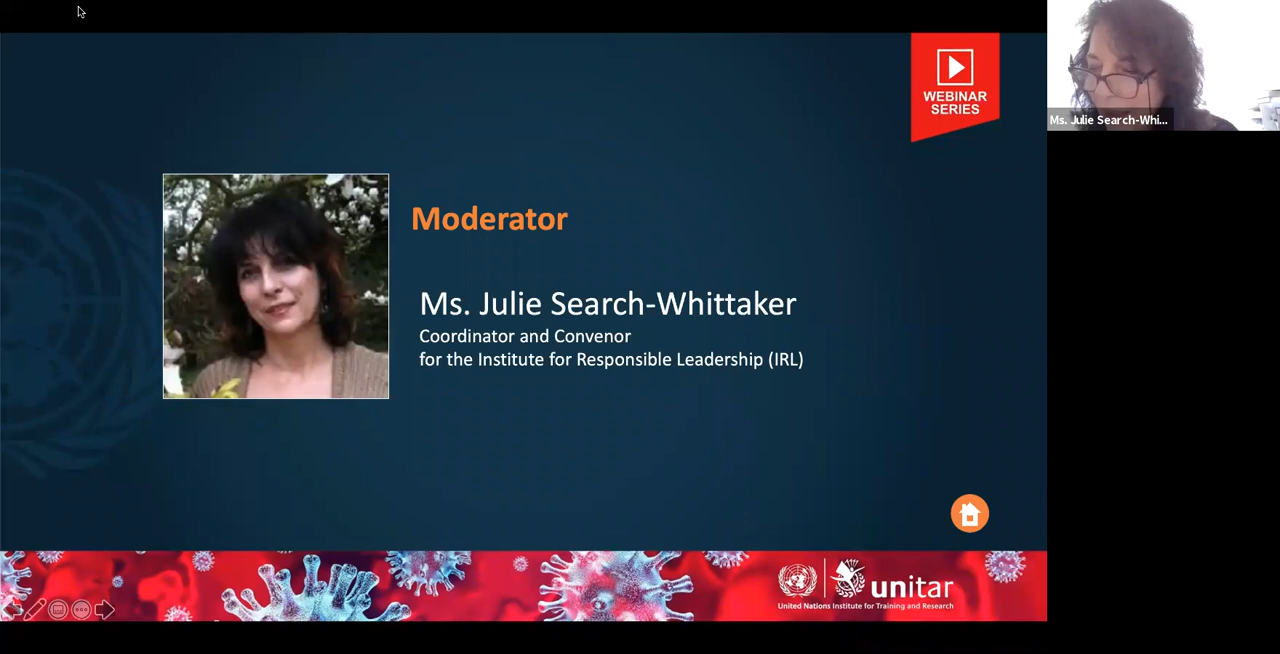 WEBINAR
SERIES
Ms. Julie Search-Whi...
Moderator
Ms. Julie Search-Whittaker
Coordinator and Convenor
for the Institute for Responsible Leadership (IRL)
unitar
United Nations Institute for Training and Research